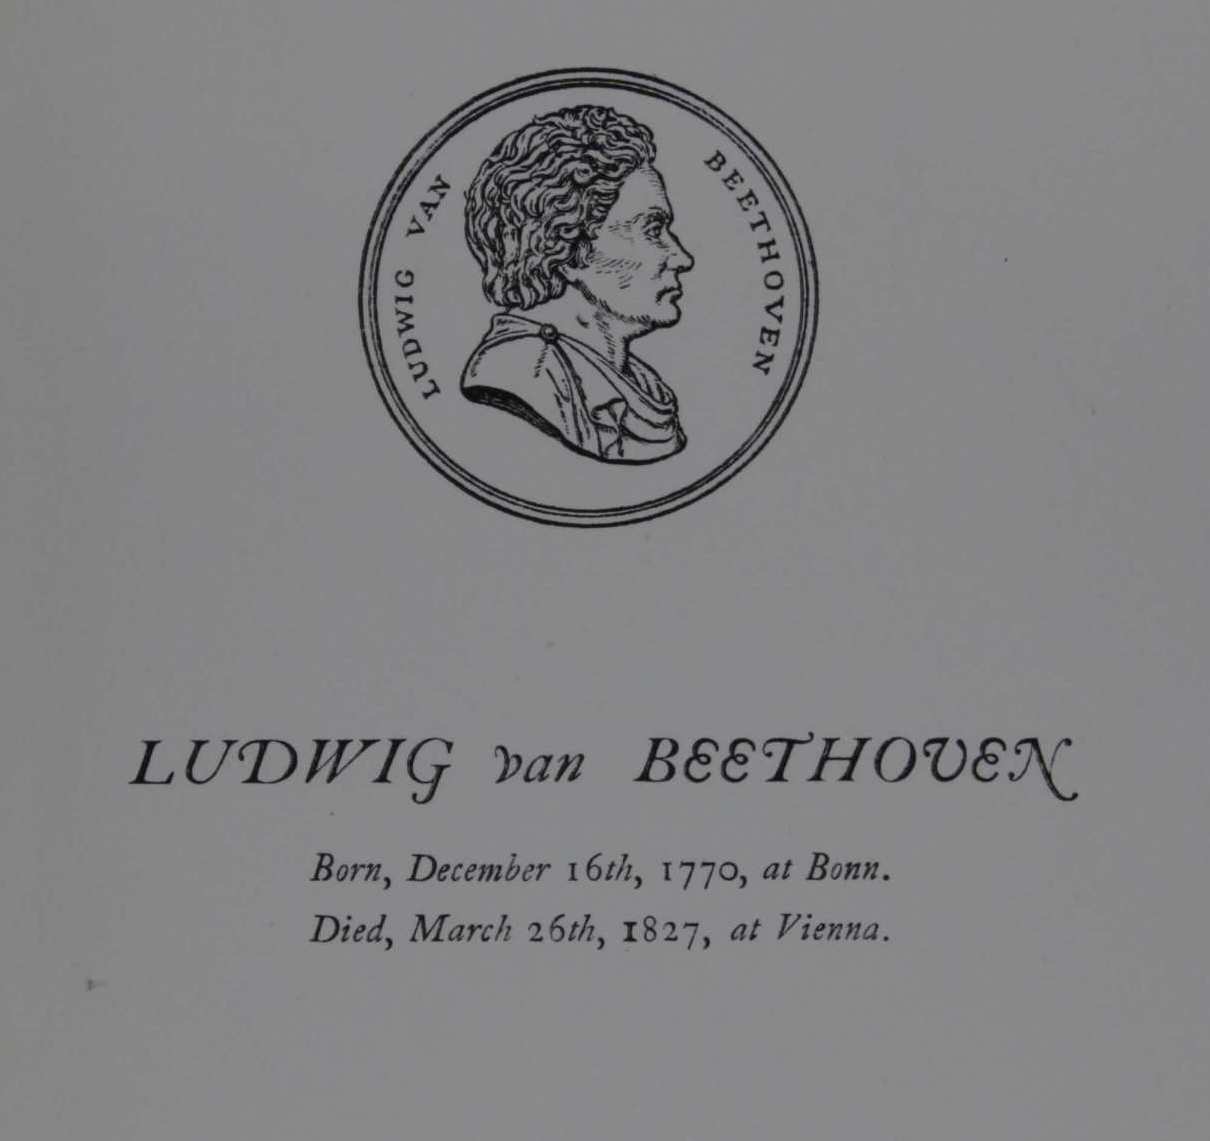 LUDWIG VAN BEETHOVEN
LUDWIG van BEETHOVEN
Born, December 16th, 1770, at Bonn.
Died, March 26th, 1827, at Vienna.